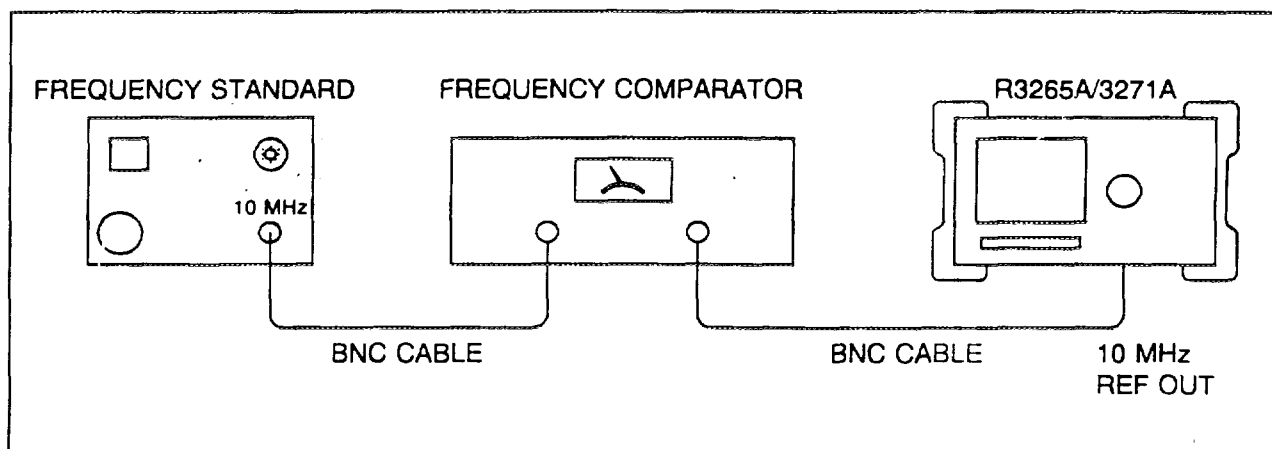 FREQUENCY STANDARD
FREQUENCY COMPARATOR
R3265A/3271A
10 MHz
BNC CABLE
BNC CABLE
10 MHz
REF OUT